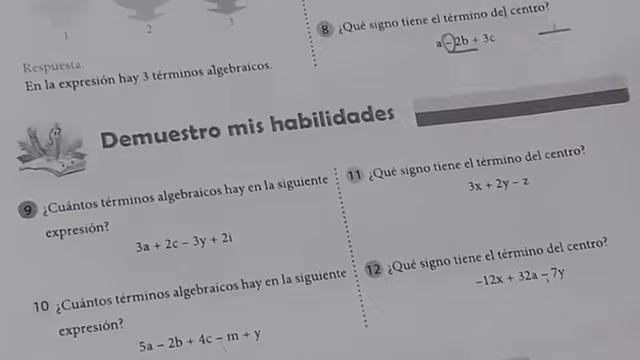 1 2 3
Respuesta.
En la expresión hay 3 términos algebraicos.
8 ¿Qué signo tiene el término del centro?
a - 2b + 3c
Demuestro mis habilidades
9 ¿Cuántos términos algebraicos hay en la siguiente
expresión?
3a + 2c - 3y + 2i
10 ¿Cuántos términos algebraicos hay en la siguiente
expresión?
5a - 2b + 4c - m + y
11 ¿Qué signo tiene el término del centro?
3x + 2y - z
12 ¿Qué signo tiene el término del centro?
-12x + 32a - 7y